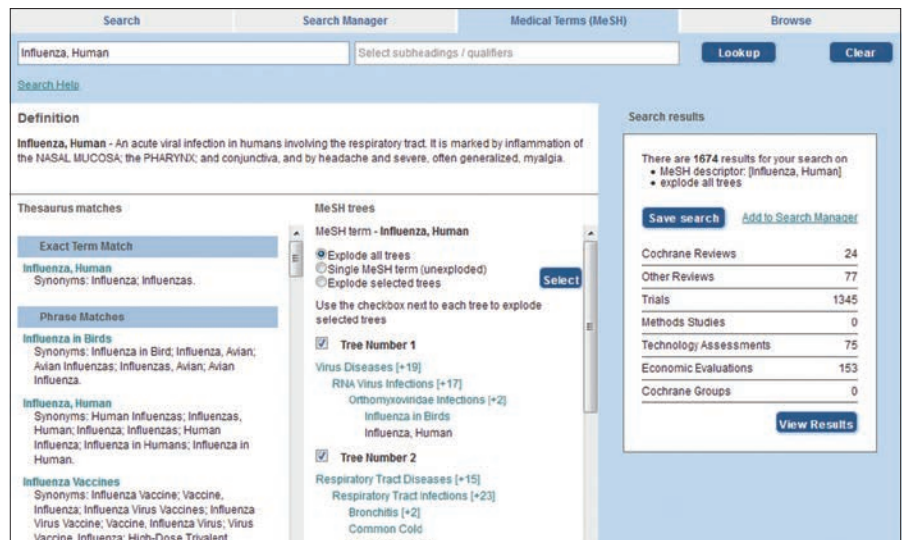 Search
Search Manager
Medical Terms (MeSH)
Browse
Influenza, Human
Select subheadings / qualifiers
Lookup
Clear
Search Help
Definition
Influenza, Human - An acute viral infection in humans involving the respiratory tract. It is marked by inflammation of
the NASAL MUCOSA; the PHARYNX; and conjunctiva, and by headache and severe, often generalized, myalgia.
Thesaurus matches
Exact Term Match
Influenza, Human
Synonyms: Influenza; Influenzas.
Phrase Matches
Influenza in Birds
Synonyms: Influenza in Bird; Influenza, Avian;
Avian Influenzas; Influenzas, Avian; Avian
Influenza.
Influenza, Human
Synonyms: Human Influenzas; Influenzas,
Human; Influenza; Influenzas; Human
Influenza; Influenza in Humans; Influenza in
Human.
Influenza Vaccines
Synonyms: Influenza Vaccine; Vaccine,
Influenza; Influenza Virus Vaccines; Influenza
Virus Vaccine; Vaccine, Influenza Virus; Virus
Vaccine, Influenza; High-Dose Trivalent
MeSH trees
MeSH term - Influenza, Human
Explode all trees
Single MeSH term (unexploded)
Explode selected trees
Select
Use the checkbox next to each tree to explode
selected trees
Tree Number 1
Virus Diseases [+19]
RNA Virus Infections [+17]
Orthomyxoviridae Infections [+2]
Influenza in Birds
Influenza, Human
Tree Number 2
Respiratory Tract Diseases [+15]
Respiratory Tract Infections [+23]
Bronchitis [+2]
Common Cold
Search results
There are 1674 results for your search on
• MeSH descriptor: [Influenza, Human]
• explode all trees
Save search
Add to Search Manager
Cochrane Reviews 24
Other Reviews 77
Trials 1345
Methods Studies 0
Technology Assessments 75
Economic Evaluations 153
Cochrane Groups 0
View Results